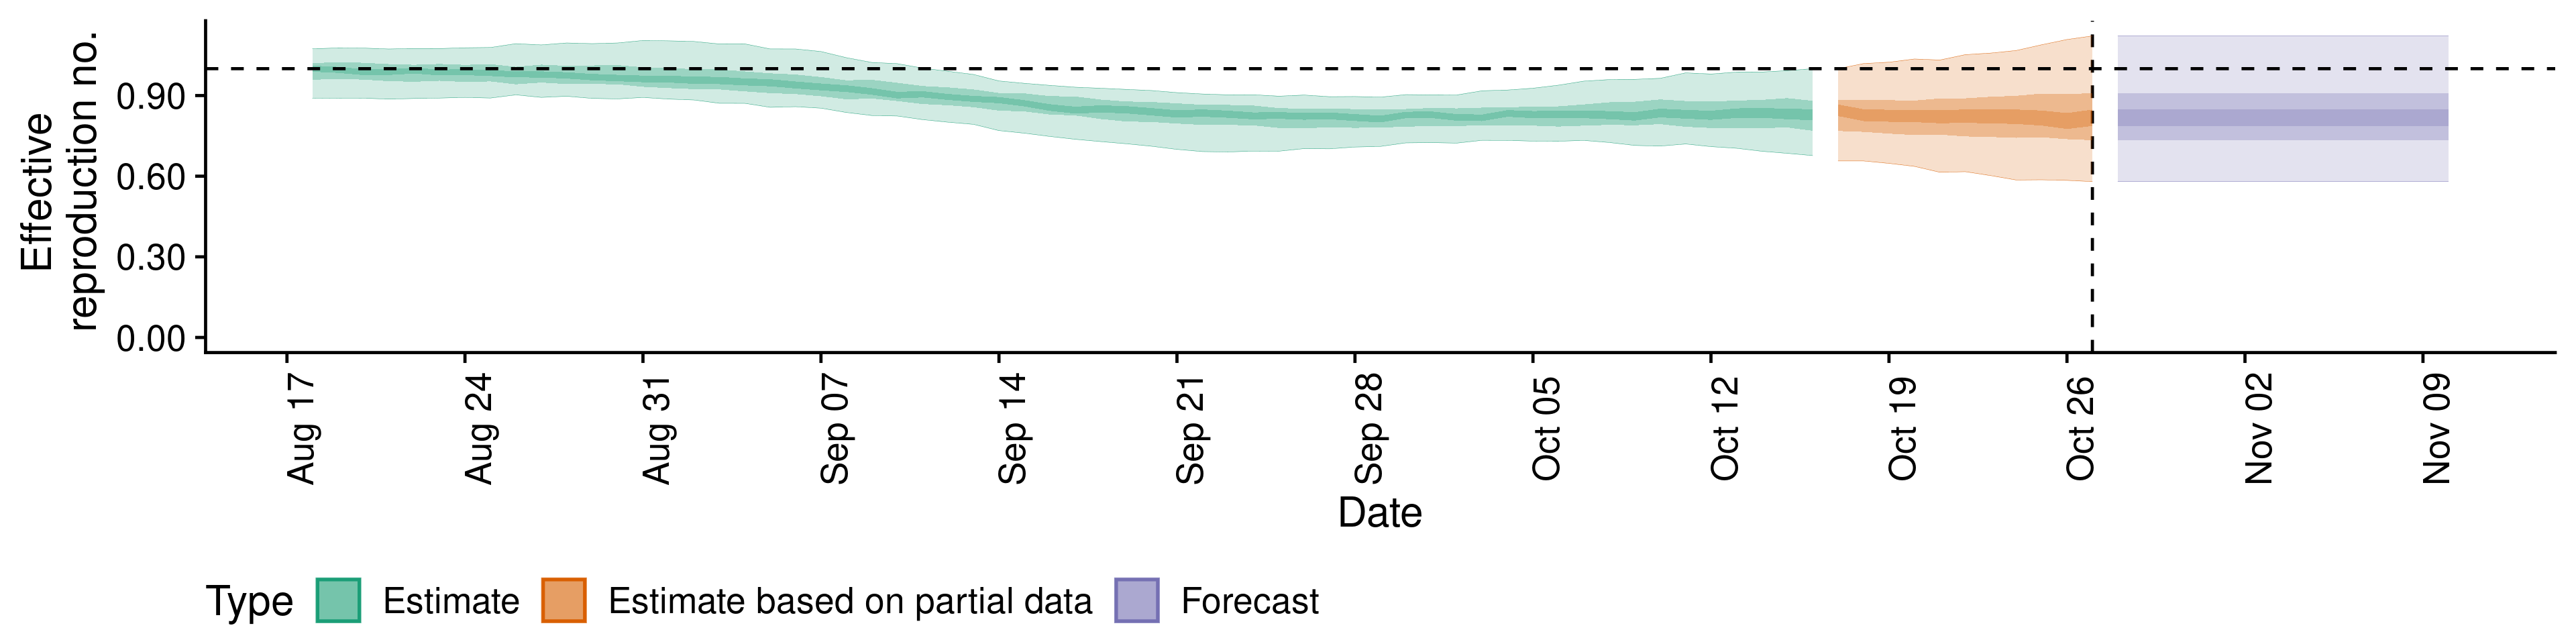 Effective
reproduction no.
0.90
0.60
0.30
0.00
Aug 17
Aug 24
Aug 31
Sep 07
Sep 14
Sep 21
Sep 28
Oct 05
Oct 12
Oct 19
Oct 26
Nov 02
Nov 09
Date
Type Estimate Estimate based on partial data Forecast